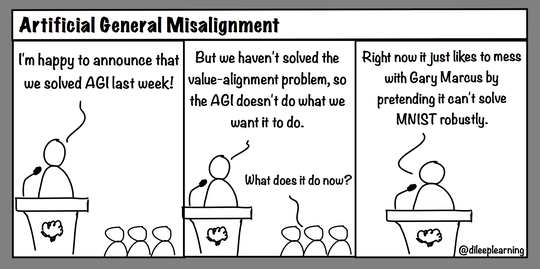 Artificial General Misalignment
I'm happy to announce that
we solved AGI last week!
But we haven't solved the
value-alignment problem, so
the AGI doesn't do what we
want it to do.
What does it do now?
Right now it just likes to mess
with Gary Marcus by
pretending it can't solve
MNIST robustly.
@dileeplearning